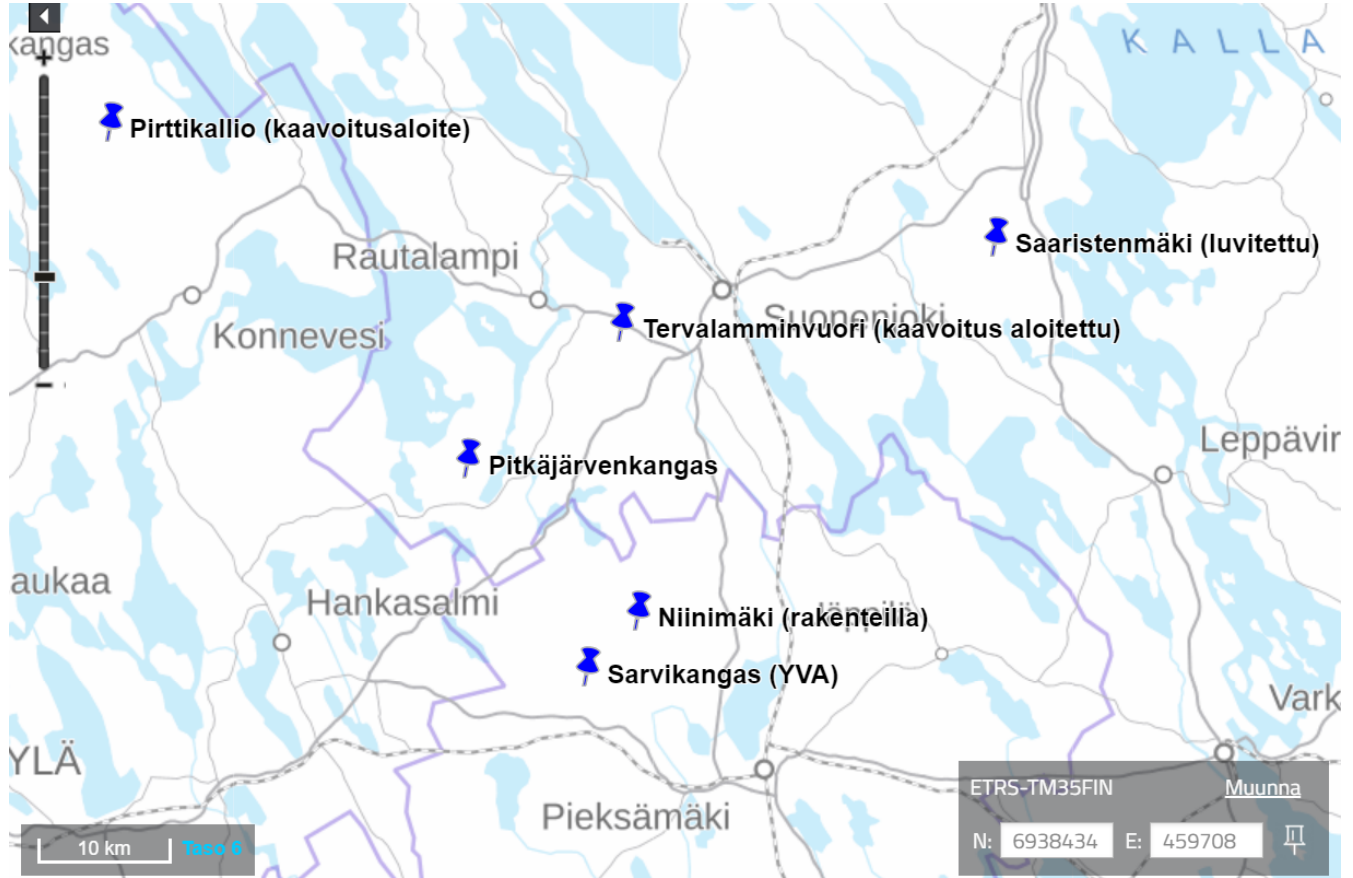 kangas
K A L L A
Pirttikallio (kaavoitusaloite)
Saaristenmäki (luvitettu)
Rautalampi
Suonenjoki
Konnevesi
Tervalamminvuori (kaavoitus aloitettu)
Leppävir
Pitkäjärvenkangas
aukaa
Hankasalmi
Niinimäki (rakenteilla)
Jäppilä
Sarvikangas (YVA)
Vark
YLÄ
Pieksämäki
ETRS-TM35FIN Muunna
N: 6938434 E: 459708
10 km Taso 6